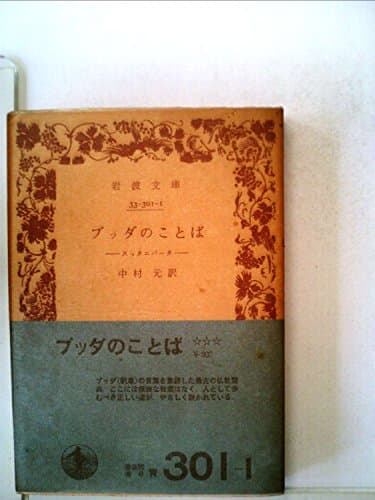 岩波文庫
33-301-1
ブッダのことば
—スッタニパータ—
中村 元訳
ブッダのことば ☆☆☆
ブッダ(釈尊)の言葉を集録した最古の仏教聖
典。ここには煩瑣な教理はなく、人として歩
むべき正しい道が、やさしく説かれている。
青 301-1